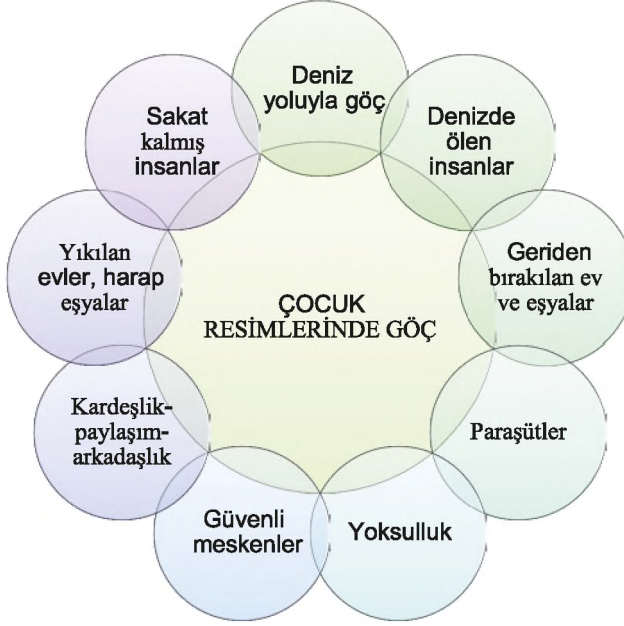 Deniz
yoluyla göç
Denizde
ölen
insanlar
Geriden
bırakılan ev
ve eşyalar
Paraşütler
Yoksulluk
Güvenli
meskenler
Kardeşlik-
paylaşım-
arkadaşlık
Yıkılan
evler, harap
eşyalar
Sakat
kalmış
insanlar
ÇOCUK
RESİMLERİNDE GÖÇ